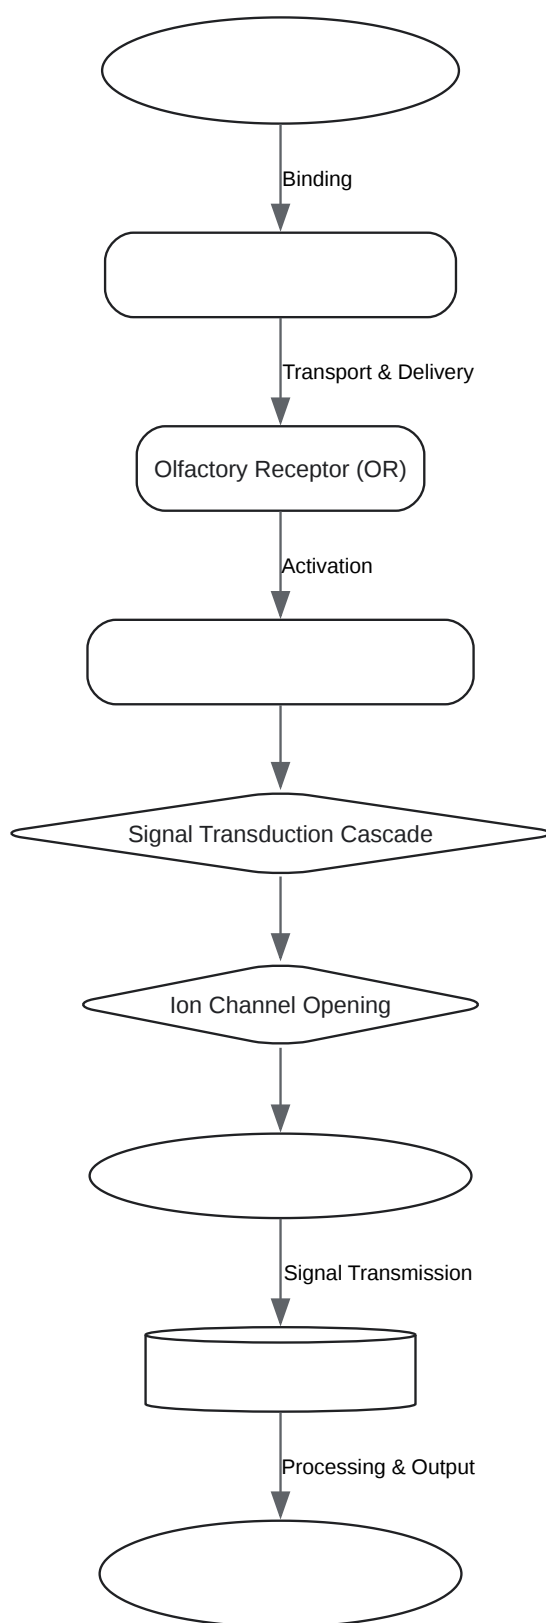 Binding
Transport & Delivery
Olfactory Receptor (OR)
Activation
Signal Transduction Cascade
Ion Channel Opening
Signal Transmission
Processing & Output